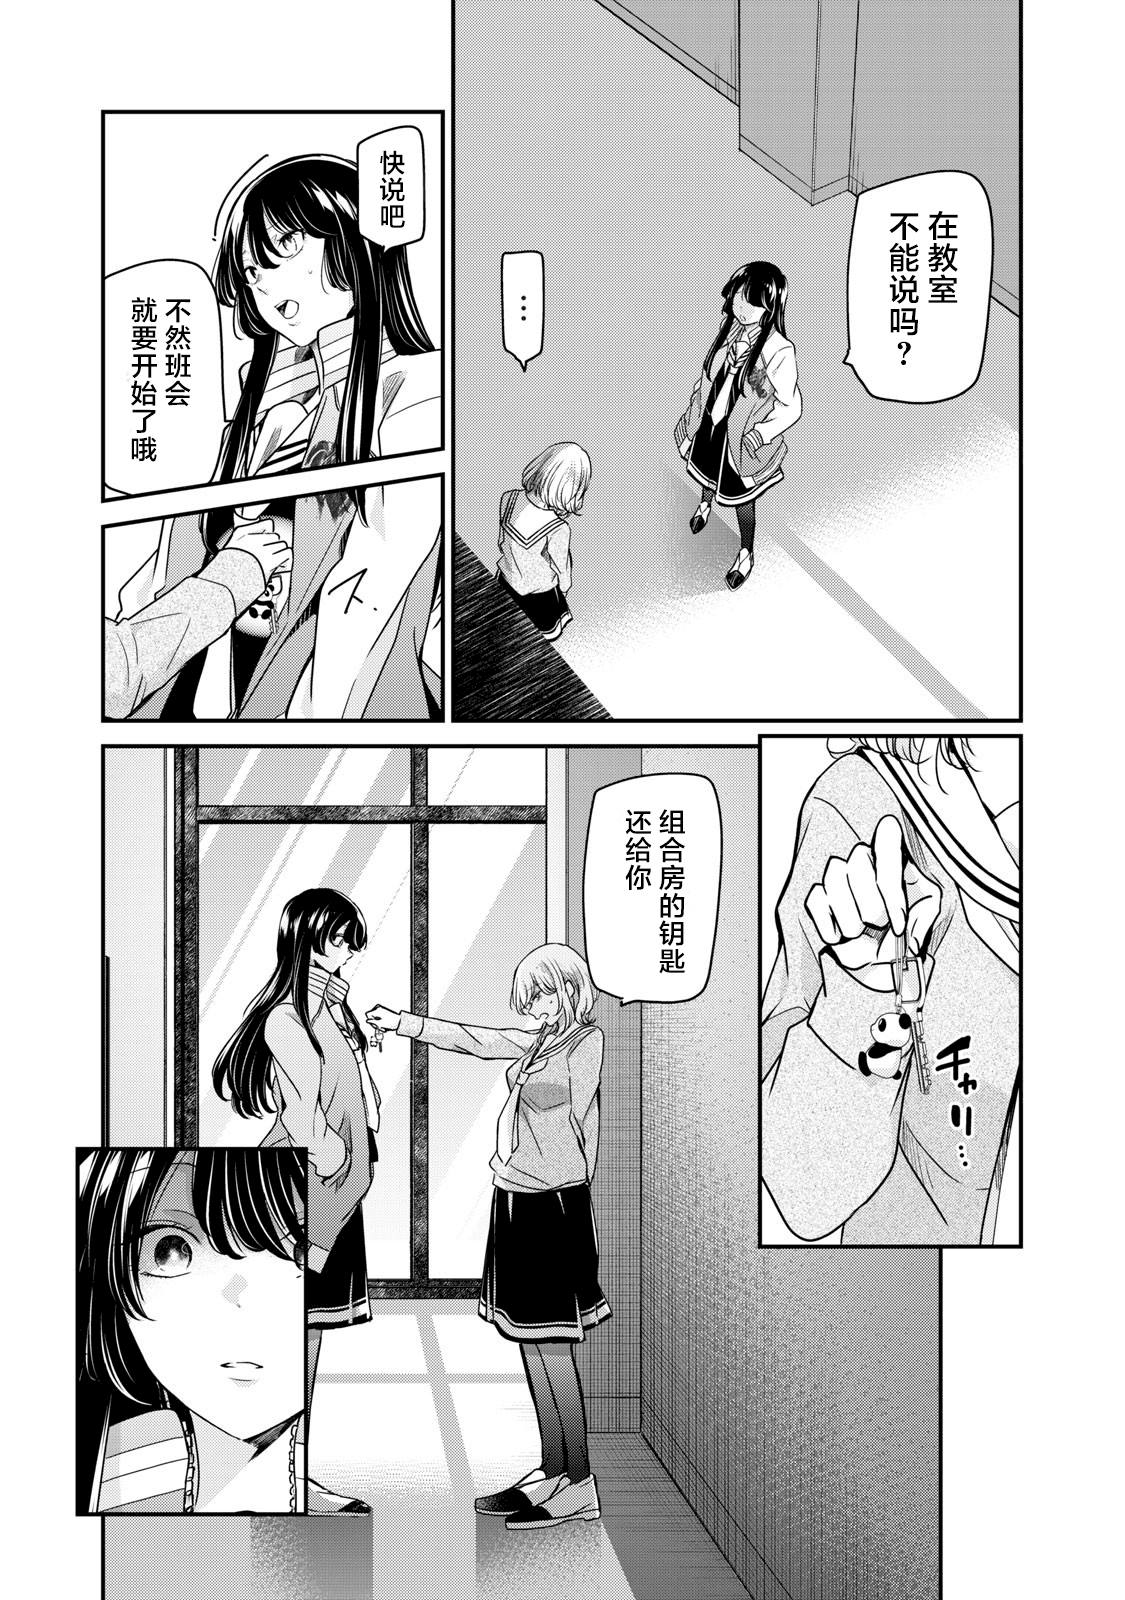 在教室
不能说吗?
…
快说吧
不然班会
就要开始了哦
ス…
チャリ…
组合房的钥匙
还给你